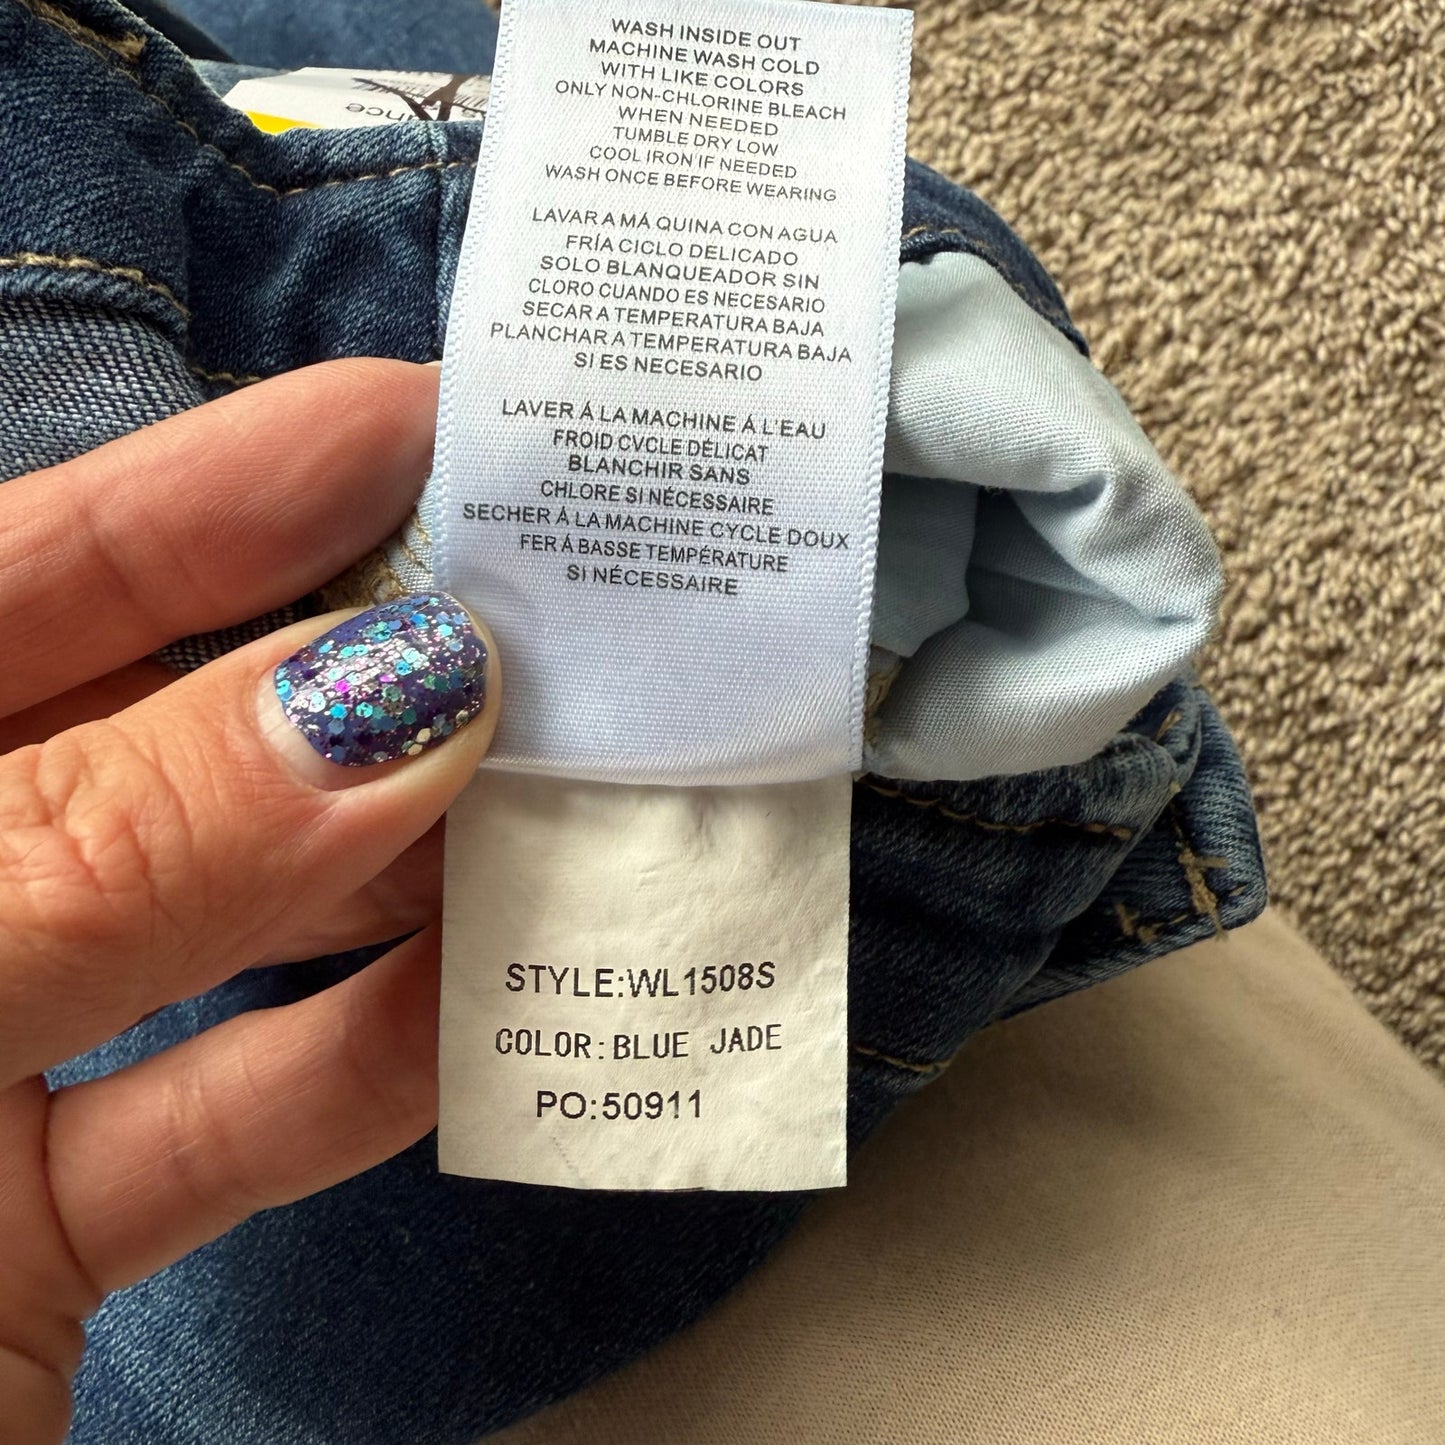 WASH INSIDE OUT
MACHINE WASH COLD
WITH LIKE COLORS
ONLY NON-CHLORINE BLEACH
WHEN NEEDED
TUMBLE DRY LOW
COOL IRON IF NEEDED
WASH ONCE BEFORE WEARING
LAVAR A MÁ QUINA CON AGUA
FRÍA CICLO DELICADO
SOLO BLANQUEADOR SIN
CLORO CUANDO ES NECESARIO
SECAR A TEMPERATURA BAJA
PLANCHAR A TEMPERATURA BAJA
SI ES NECESARIO
LAVER Á LA MACHINE Á L'EAU
FROID CVCLE DÉLICAT
BLANCHIR SANS
CHLORE SI NÉCESSAIRE
SECHER Á LA MACHINE CYCLE DOUX
FER Á BASSE TEMPÉRATURE
SI NÉCESSAIRE
STYLE:WL1508S
COLOR:BLUE JADE
PO:50911